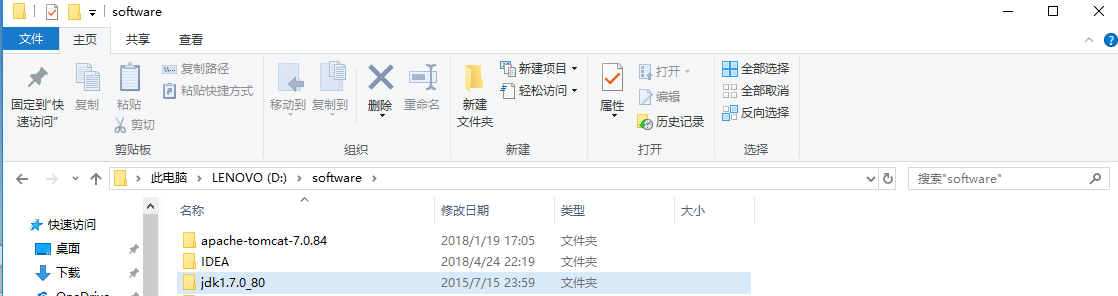 software
文件 主页 共享 查看
固定到"快速访问"
复制
粘贴
复制路径
粘贴快捷方式
剪切
剪贴板
移动到
复制到
删除
重命名
组织
新建文件夹
新建项目
轻松访问
新建
属性
打开
编辑
历史记录
打开
全部选择
全部取消
反向选择
选择
此电脑 > LENOVO (D:) > software >
搜索"software"
快速访问
桌面
下载
OneDrive
名称 修改日期 类型 大小
apache-tomcat-7.0.84 2018/1/19 17:05 文件夹
IDEA 2018/4/24 22:19 文件夹
jdk1.7.0_80 2015/7/15 23:59 文件夹